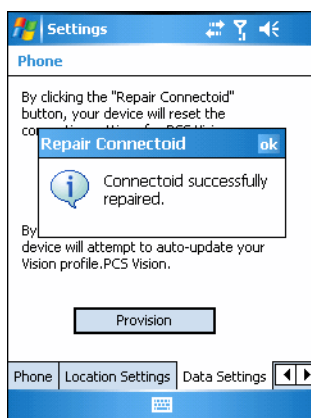 Settings
Phone
By clicking the "Repair Connectoid"
button, your device will reset the
Repair Connectoid ok
Connectoid successfully
repaired.
By
device will attempt to auto-update your
Vision profile.PCS Vision.
Provision
Phone Location Settings Data Settings